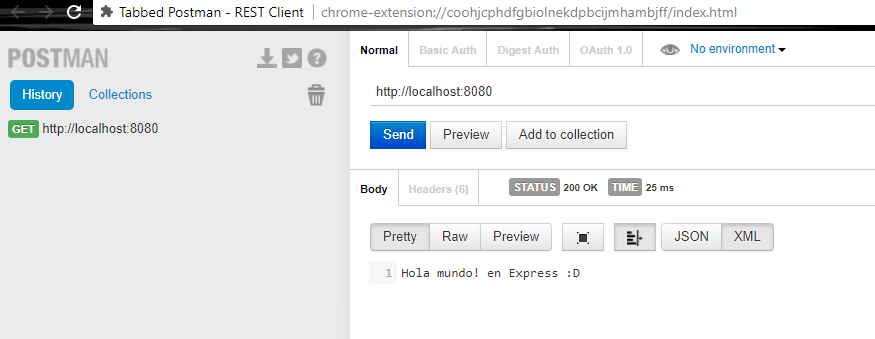 Tabbed Postman - REST Client chrome-extension://coohjcphdfgbiolnekdpbcijmhambjff/index.html
POSTMAN
History Collections
GET http://localhost:8080
Normal Basic Auth Digest Auth OAuth 1.0 No environment
http://localhost:8080
Send Preview Add to collection
Body Headers (6) STATUS 200 OK TIME 25 ms
Pretty Raw Preview JSON XML
1 Hola mundo! en Express :D